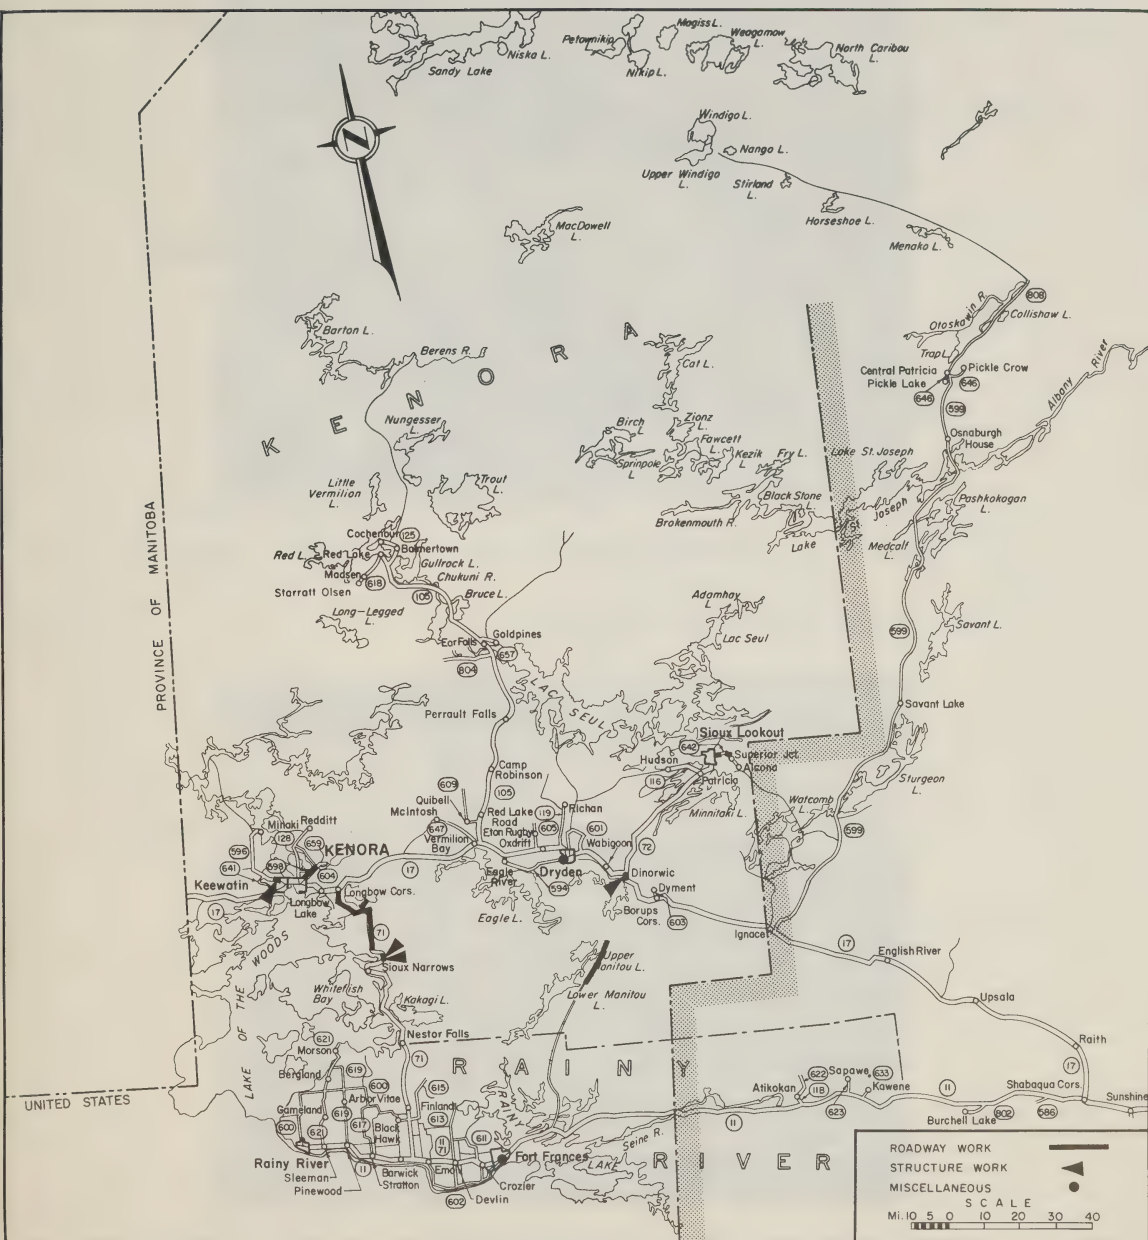 Magiss L.
Weagamow
L.
North Caribou
L.
Niska L.
Nikip L.
Sandy Lake
N
Windigo L.
Nango L.
Upper Windigo
L.
Stirland
L.
Horseshoe L.
Menako L.
MacDowell
L.
808
Otoskawin R.
Collishaw L.
Trap L.
Barton L.
Berens R.
KENORA
Cat L.
Central Patricia
Pickle Lake
Pickle Crow
646
646
599
Albany River
Osnaburgh
House
Nungesser
L.
Birch
L.
Zionz
L.
Fawcett
L.
Kezik
L.
Fry L.
Springpole
L.
Lake St. Joseph
Little
Vermilion
L.
Trout
L.
Black Stone
L.
Brokenmouth R.
Lake
St.
Joseph
Pashkokogan
L.
Medcalf
L.
PROVINCE OF MANITOBA
Cochenour
125
Red L.
Red Lake
Balmertown
Gullrock L.
Madsen
618
Chukuni R.
Starratt Olsen
105
Bruce L.
Long-Legged
L.
Adamhay
L.
Lac Seul
599
Savant L.
Goldpines
Ear Falls
657
804
LAC SEUL
Perrault Falls
Savant Lake
Sioux Lookout
642
Superior Jct.
Hudson
Alcona
Camp
Robinson
116
Patricia
Sturgeon
L.
609
105
Minnitaki L.
Watcomb
L.
Quibell
McIntosh
Richan
Red Lake
Road
119
647
Vermilion
Bay
Eton Rugby
605
601
Oxdrift
Wabigoon
72
599
Minaki
Redditt
128
659
596
KENORA
641
598
604
17
Keewatin
Longbow Cors.
Longbow
Lake
17
Eagle
River
Dryden
594
Dinorwic
Dyment
Borups
Cors.
603
Eagle L.
Ignace
17
English River
71
LAKE OF THE WOODS
Sioux Narrows
Upper
Manitou L.
Lower Manitou
L.
Whitefish
Bay
Kakagi L.
Upsala
Nestor Falls
Raith
621
Morson
71
RAINY
17
Bergland
619
600
615
622
Sapawe
633
Atikokan
118
Kawene
11
Shabaqua Cors.
Sunshine
UNITED STATES
Arbor Vitae
Gameland
600
619
621
617
Black
Hawk
Finland
613
RAINY
11
623
Burchell Lake
802
586
11
71
611
Seine R.
LAKE
Fort Frances
RIVER
Rainy River
Sleeman
Pinewood
11
Barwick
Stratton
Emo
602
Devlin
Crozier
ROADWAY WORK
STRUCTURE WORK
MISCELLANEOUS
SCALE
Mi. 10 5 0 10 20 30 40